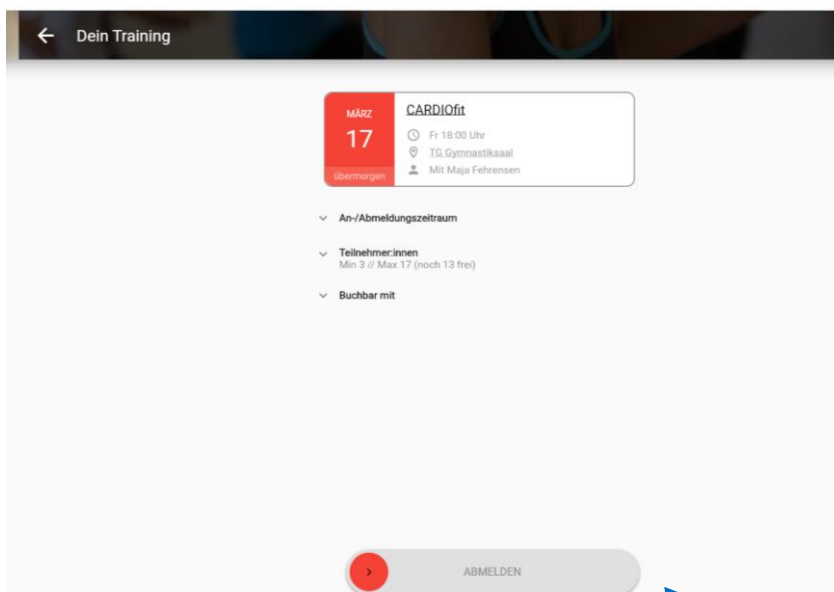 Dein Training
MÄRZ
17
übermorgen
CARDIOfit
Fr 18:00 Uhr
TG Gymnastiksaal
Mit Maja Fehrensen
An-/Abmeldungszeitraum
Teilnehmer:innen
Min 3 // Max 17 (noch 13 frei)
Buchbar mit
ABMELDEN